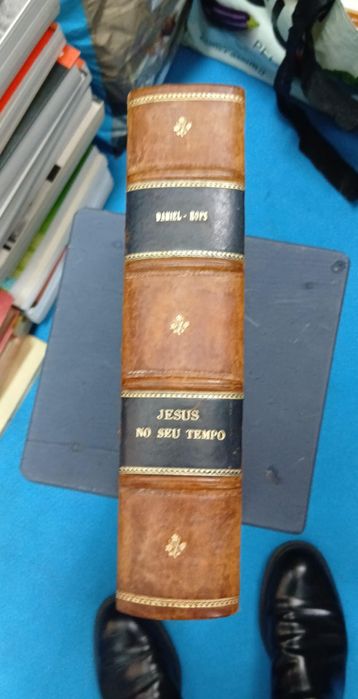 DANIEL - ROPS
JESUS
NO SEU TEMPO